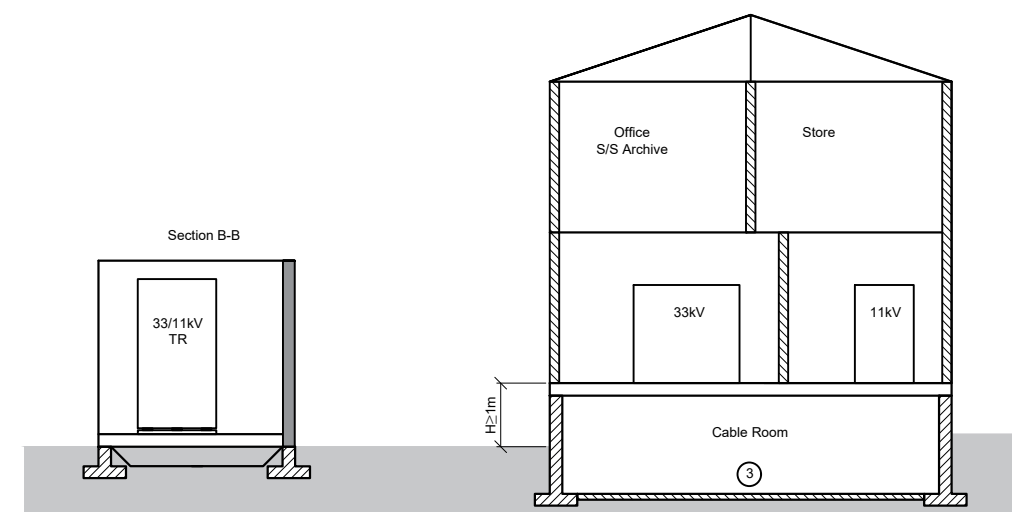 Office
S/S Archive
Store
Section B-B
33/11kV
TR
33kV
11kV
H≥1m
Cable Room
3